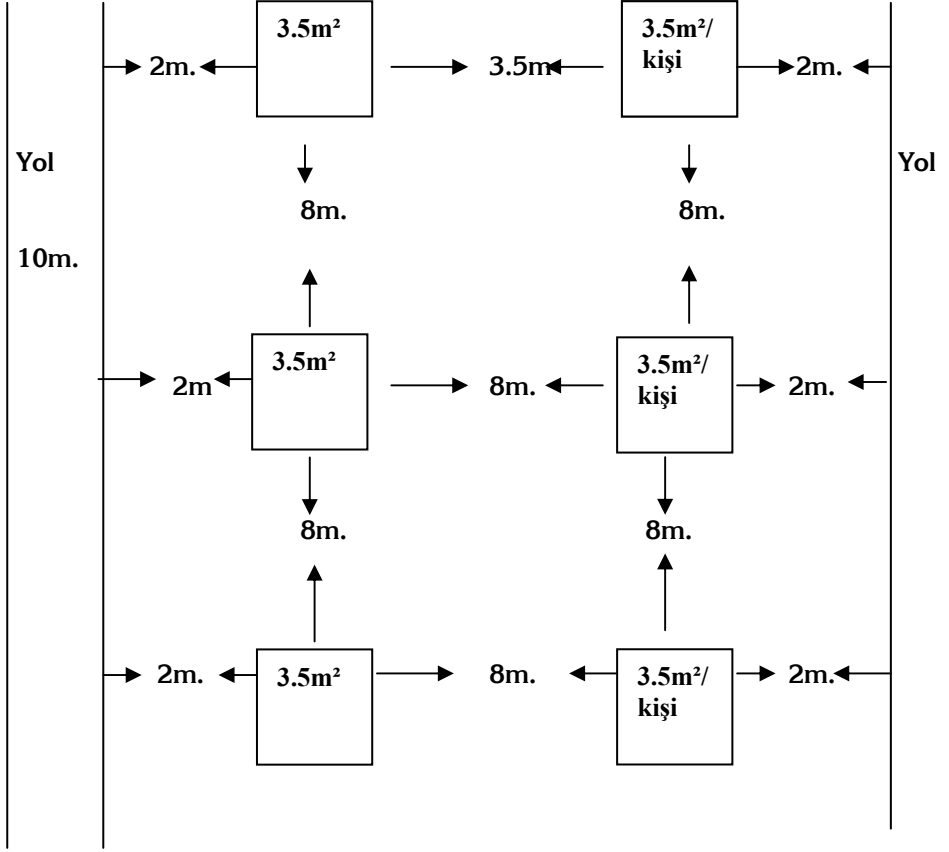 3.5m²
3.5m²/
kişi
2m.
3.5m
2m.
Yol
Yol
8m.
8m.
10m.
3.5m²
3.5m²/
kişi
2m
8m.
2m.
8m.
8m.
3.5m²
3.5m²/
kişi
2m.
8m.
2m.